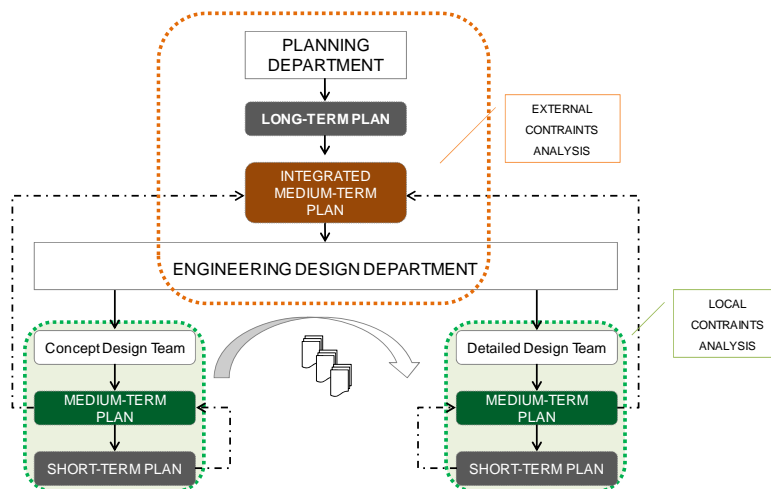 PLANNING
DEPARTMENT
LONG-TERM PLAN
EXTERNAL
CONTRAINTS
ANALYSIS
INTEGRATED
MEDIUM-TERM
PLAN
ENGINEERING DESIGN DEPARTMENT
LOCAL
CONTRAINTS
ANALYSIS
Concept Design Team
MEDIUM-TERM
PLAN
SHORT-TERM PLAN
Detailed Design Team
MEDIUM-TERM
PLAN
SHORT-TERM PLAN